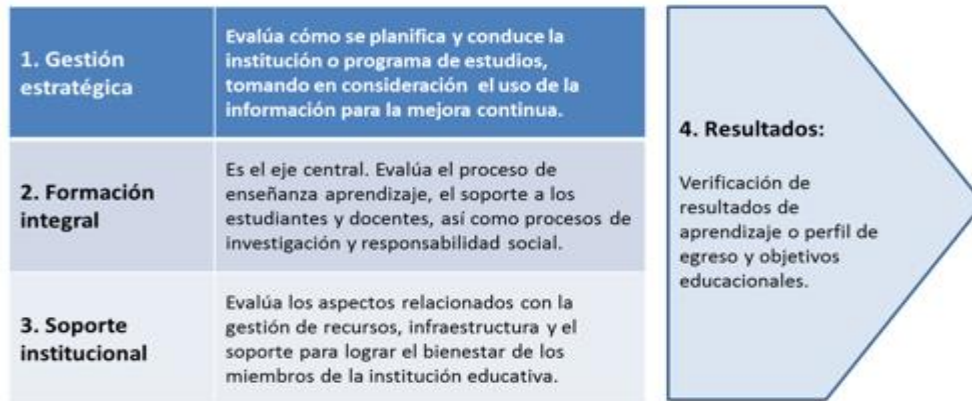 1. Gestión
estratégica
Evalúa cómo se planifica y conduce la
institución o programa de estudios,
tomando en consideración el uso de la
información para la mejora continua.
2. Formación
integral
Es el eje central. Evalúa el proceso de
enseñanza aprendizaje, el soporte a los
estudiantes y docentes, así como procesos de
investigación y responsabilidad social.
3. Soporte
institucional
Evalúa los aspectos relacionados con la
gestión de recursos, infraestructura y el
soporte para lograr el bienestar de los
miembros de la institución educativa.
4. Resultados:
Verificación de
resultados de
aprendizaje o perfil de
egreso y objetivos
educacionales.